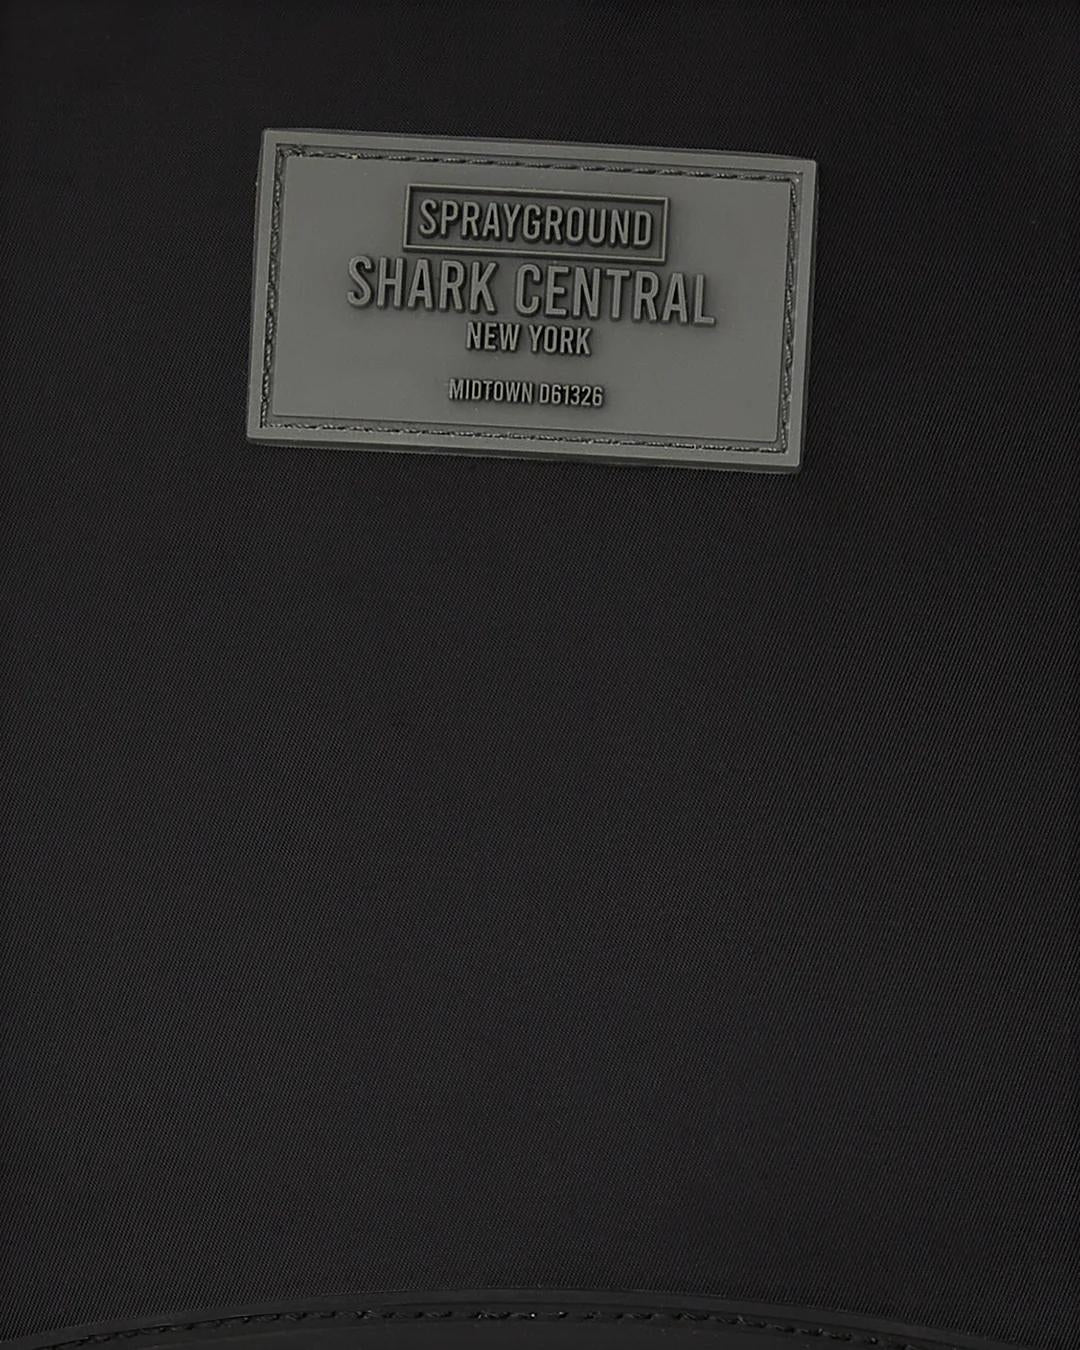 SPRAYGROUND
SHARK CENTRAL
NEW YORK
MIDTOWN D61326